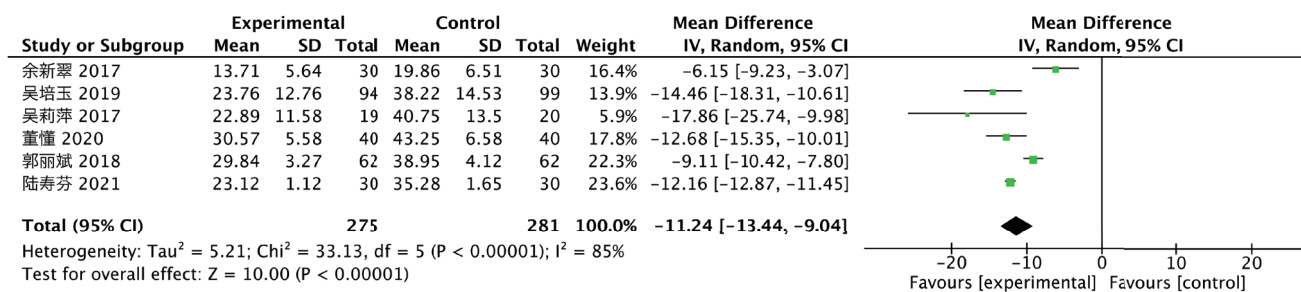 Experimental Control Mean Difference Mean Difference
Study or Subgroup Mean SD Total Mean SD Total Weight IV, Random, 95% CI IV, Random, 95% CI
余新翠 2017 13.71 5.64 30 19.86 6.51 30 16.4% -6.15 [-9.23, -3.07]
吴培玉 2019 23.76 12.76 94 38.22 14.53 99 13.9% -14.46 [-18.31, -10.61]
吴莉萍 2017 22.89 11.58 19 40.75 13.5 20 5.9% -17.86 [-25.74, -9.98]
董懂 2020 30.57 5.58 40 43.25 6.58 40 17.8% -12.68 [-15.35, -10.01]
郭丽斌 2018 29.84 3.27 62 38.95 4.12 62 22.3% -9.11 [-10.42, -7.80]
陆寿芬 2021 23.12 1.12 30 35.28 1.65 30 23.6% -12.16 [-12.87, -11.45]
Total (95% CI) 275 281 100.0% -11.24 [-13.44, -9.04]
Heterogeneity: Tau² = 5.21; Chi² = 33.13, df = 5 (P < 0.00001); I² = 85%
Test for overall effect: Z = 10.00 (P < 0.00001)
-20 -10 0 10 20
Favours [experimental] Favours [control]